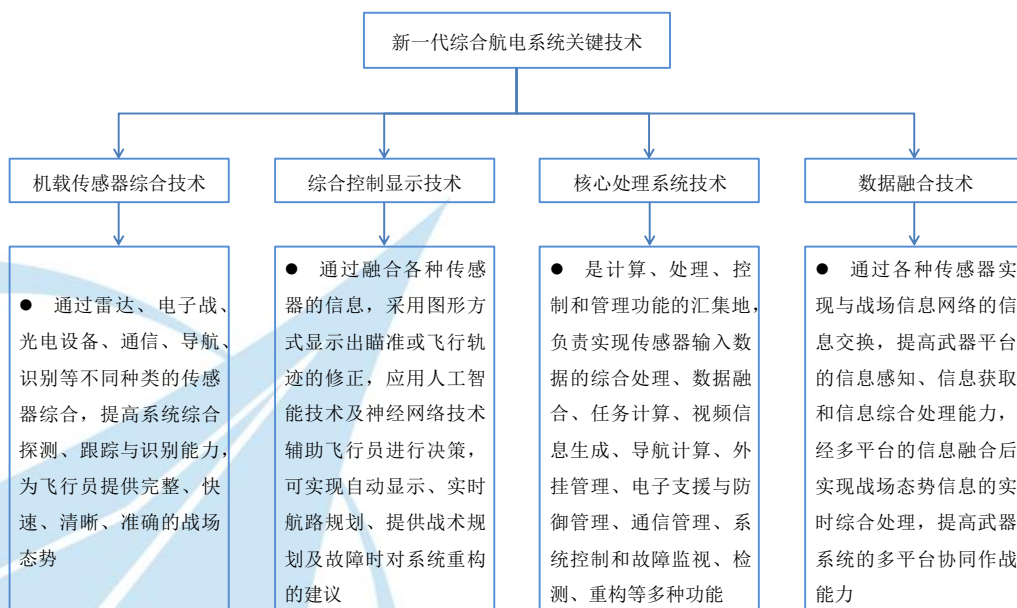 新一代综合航电系统关键技术
机载传感器综合技术
综合控制显示技术
核心处理系统技术
数据融合技术
● 通过雷达、电子战、
光电设备、通信、导航、
识别等不同种类的传感
器综合，提高系统综合
探测、跟踪与识别能力，
为飞行员提供完整、快
速、清晰、准确的战场
态势
● 通过融合各种传感
器的信息，采用图形方
式显示出瞄准或飞行轨
迹的修正，应用人工智
能技术及神经网络技术
辅助飞行员进行决策，
可实现自动显示、实时
航路规划、提供战术规
划及故障时对系统重构
的建议
● 是计算、处理、控
制和管理功能的汇集地，
负责实现传感器输入数
据的综合处理、数据融
合、任务计算、视频信
息生成、导航计算、外
挂管理、电子支援与防
御管理、通信管理、系
统控制和故障监视、检
测、重构等多种功能
● 通过各种传感器实
现与战场信息网络的信
息交换，提高武器平台
的信息感知、信息获取
和信息综合处理能力，
经多平台的信息融合后
实现战场态势信息的实
时综合处理，提高武器
系统的多平台协同作战
能力